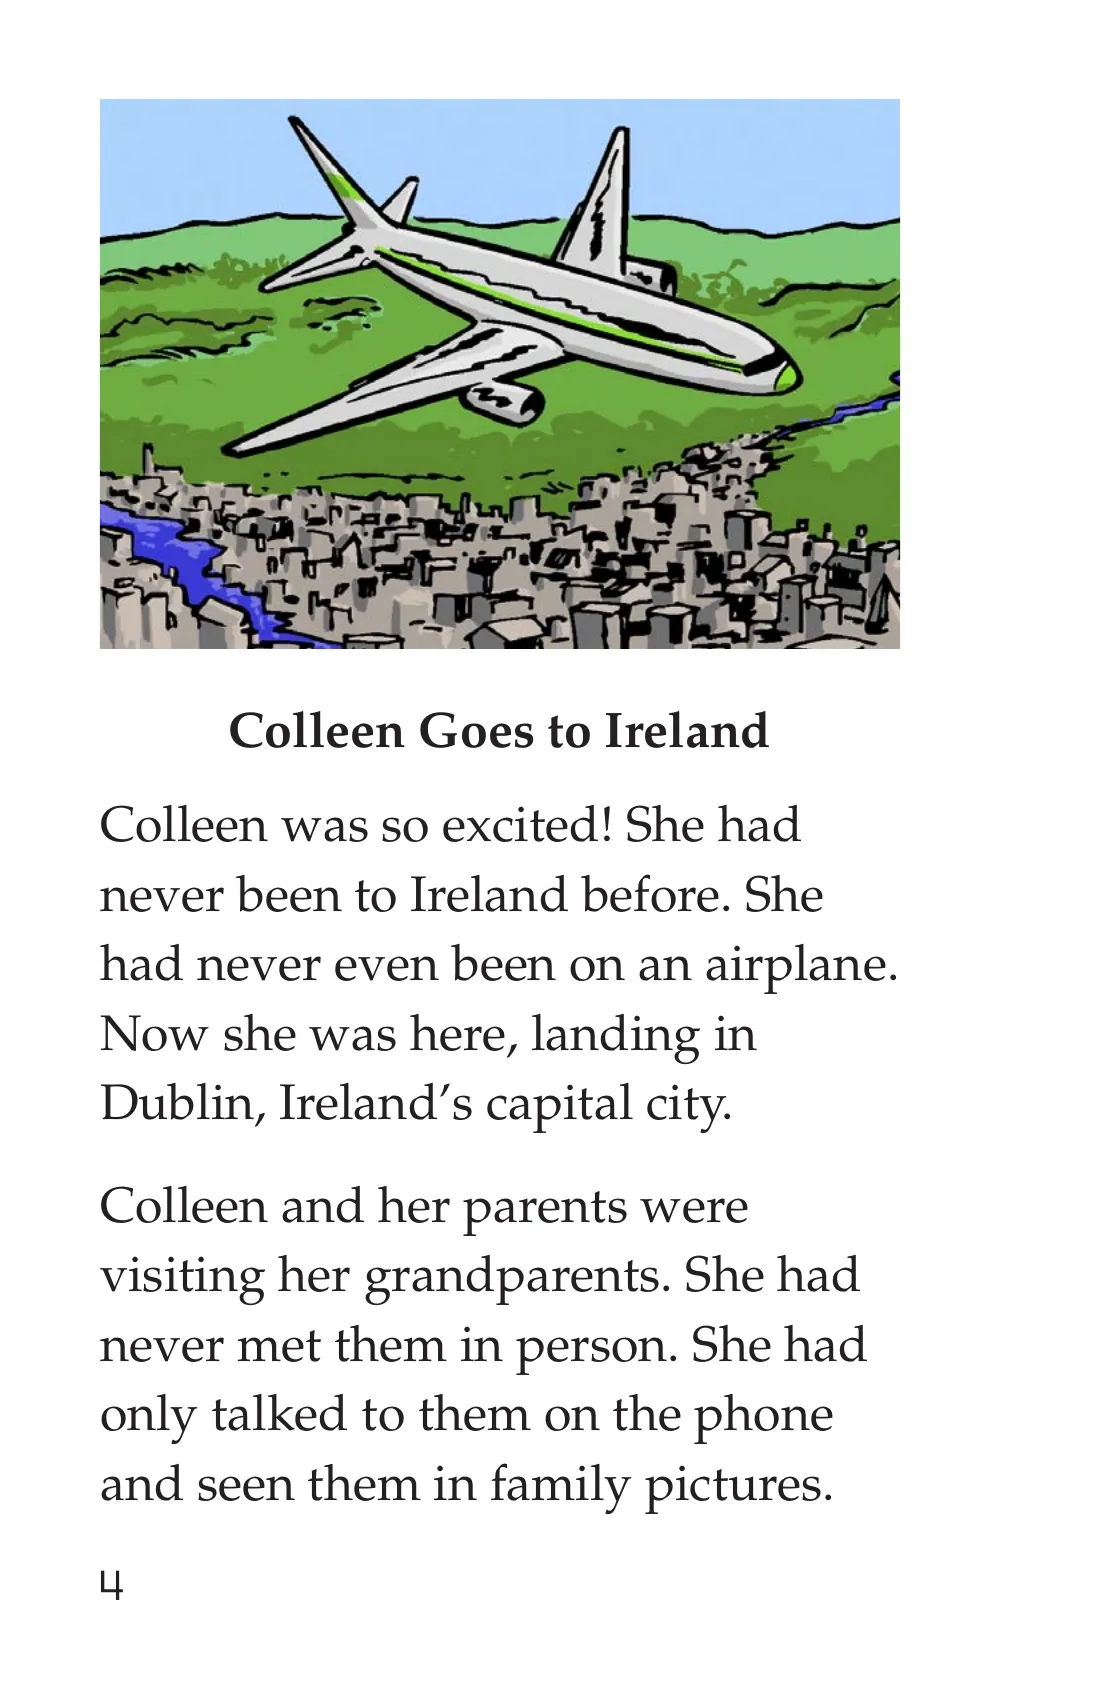 Colleen Goes to Ireland
Colleen was so excited! She had
never been to Ireland before. She
had never even been on an airplane.
Now she was here, landing in
Dublin, Ireland’s capital city.
Colleen and her parents were
visiting her grandparents. She had
never met them in person. She had
only talked to them on the phone
and seen them in family pictures.
4